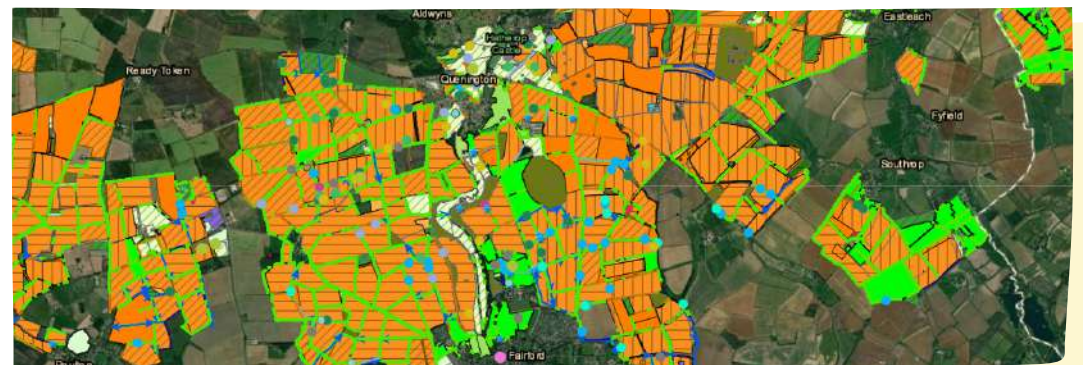 Aldwyns
Eastleach
Hatherop
Castle
Ready Token
Quenington
Fyfield
Southrop
Fairford